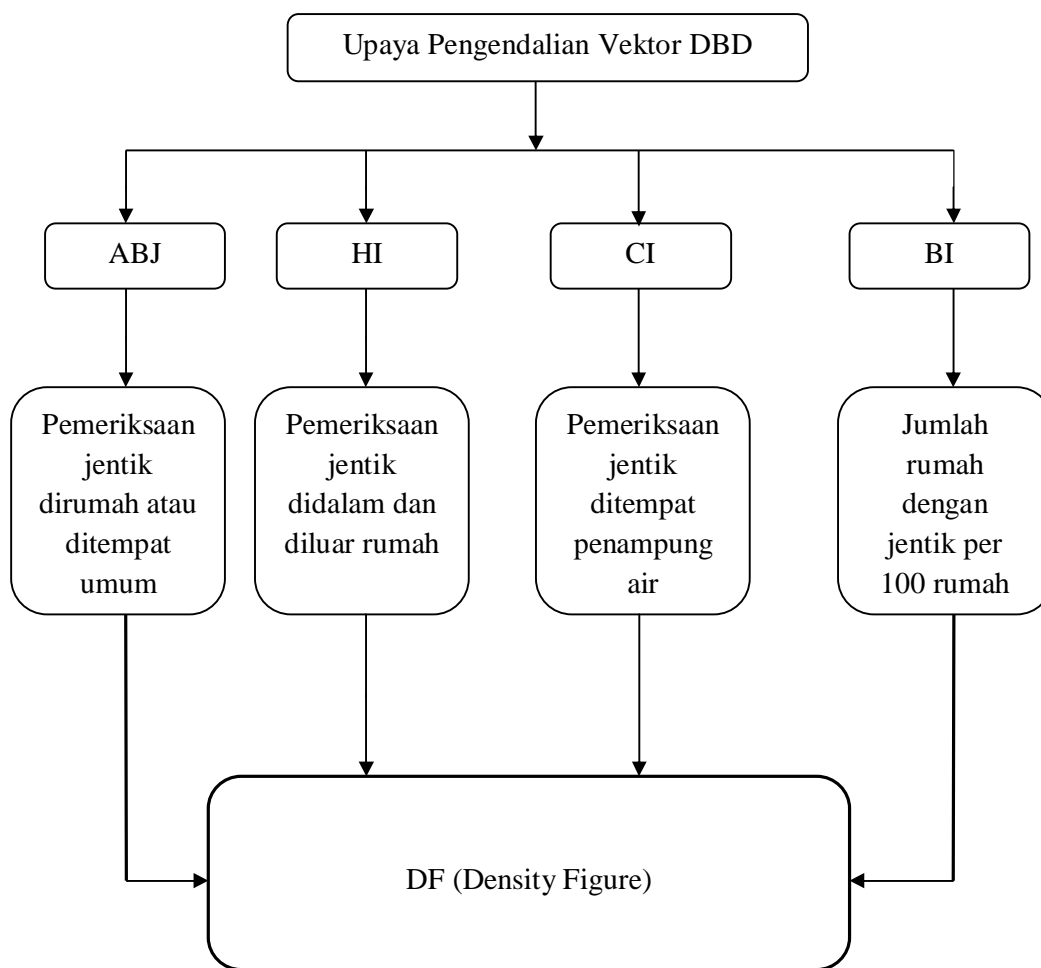 Upaya Pengendalian Vektor DBD
ABJ
HI
CI
BI
Pemeriksaan
jentik
dirumah atau
ditempat
umum
Pemeriksaan
jentik
didalam dan
diluar rumah
Pemeriksaan
jentik
ditempat
penampung
air
Jumlah
rumah
dengan
jentik per
100 rumah
DF (Density Figure)